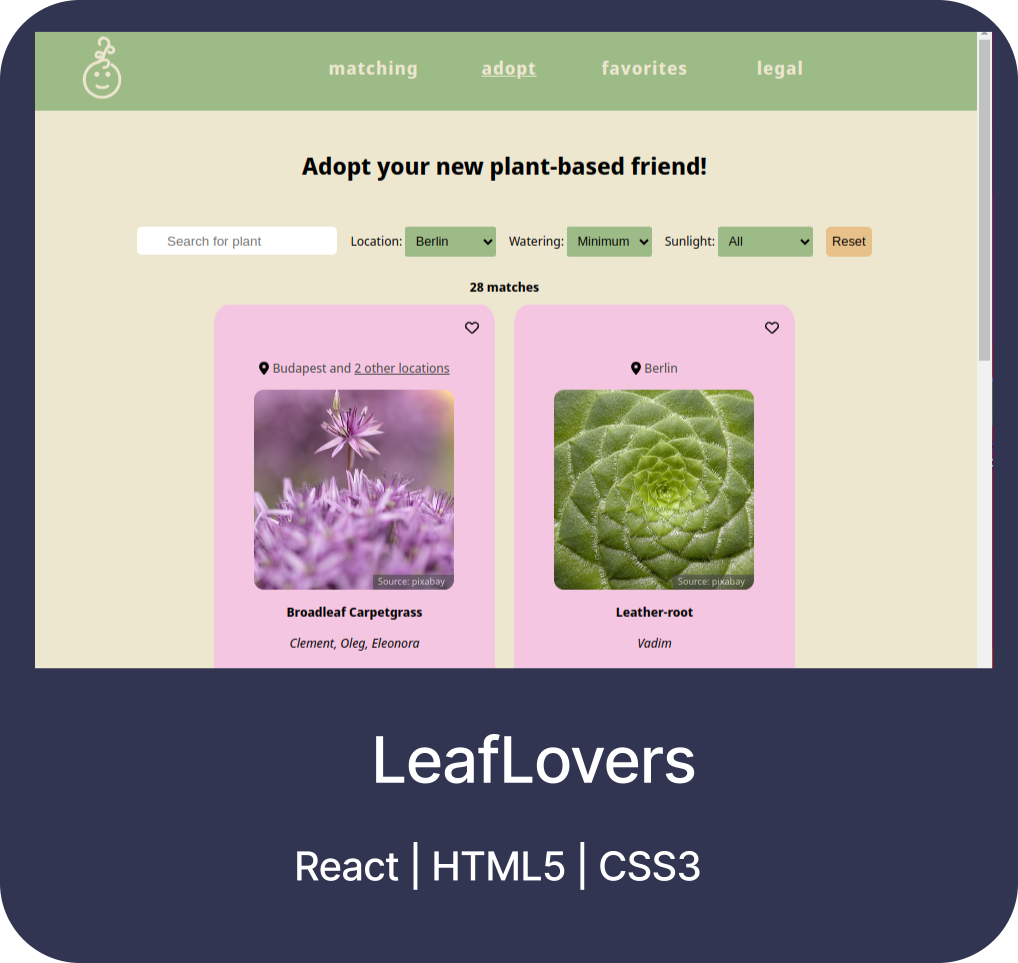 matching adopt favorites legal
Adopt your new plant-based friend!
Search for plant Location: Berlin Watering: Minimum Sunlight: All Reset
28 matches
Budapest and 2 other locations
Source: pixabay
Broadleaf Carpetgrass
Clement, Oleg, Eleonora
Berlin
Source: pixabay
Leather-root
Vadim
LeafLovers
React | HTML5 | CSS3